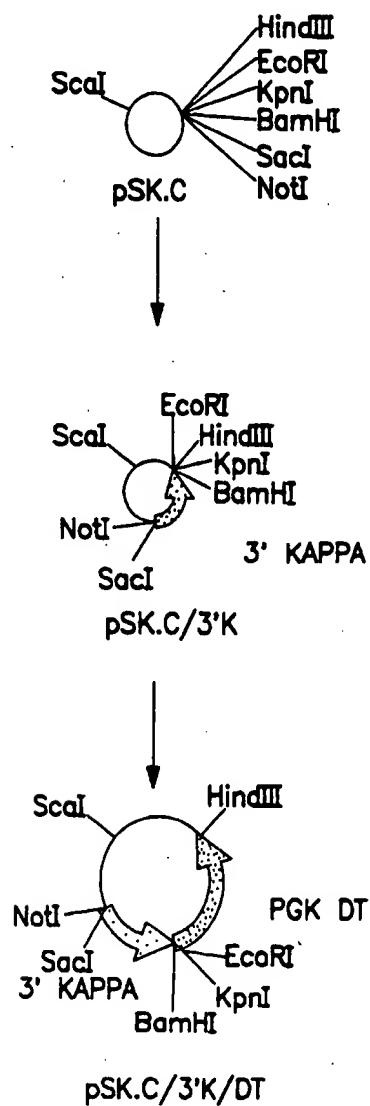 HindIII
EcoRI
ScaI
KpnI
BamHI
SacI
NotI
pSK.C
EcoRI
ScaI
HindIII
KpnI
BamHI
NotI
3' KAPPA
SacI
pSK.C/3'K
ScaI
HindIII
NotI
PGK DT
SacI
EcoRI
3' KAPPA
KpnI
BamHI
pSK.C/3'K/DT